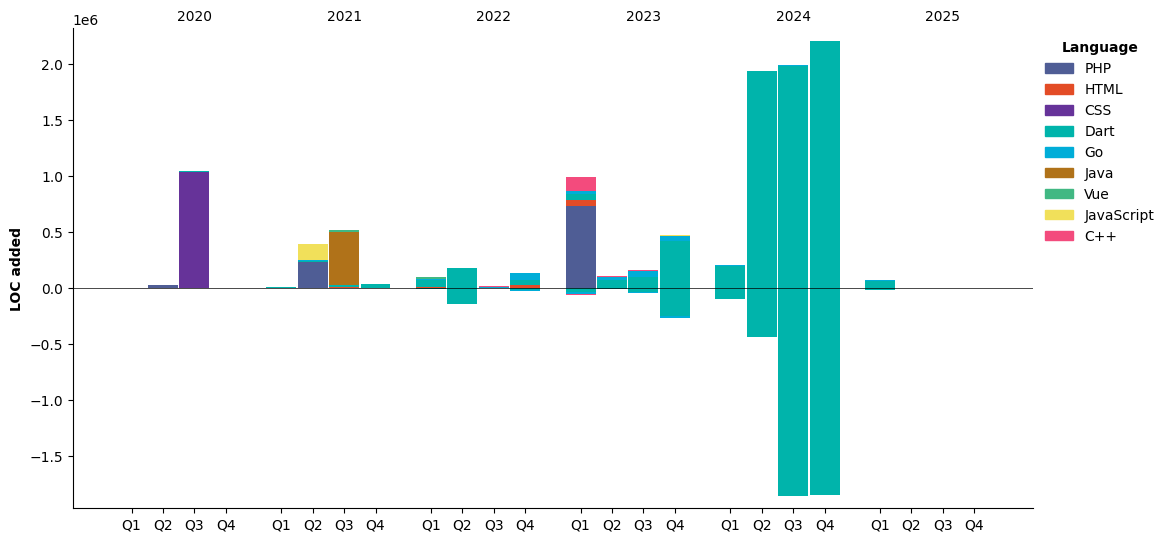 1e6
2020 2021 2022 2023 2024 2025
2.0
1.5
1.0
0.5
0.0
−0.5
−1.0
−1.5
LOC added
Q1 Q2 Q3 Q4 Q1 Q2 Q3 Q4 Q1 Q2 Q3 Q4 Q1 Q2 Q3 Q4 Q1 Q2 Q3 Q4 Q1 Q2 Q3 Q4
Language
PHP
HTML
CSS
Dart
Go
Java
Vue
JavaScript
C++